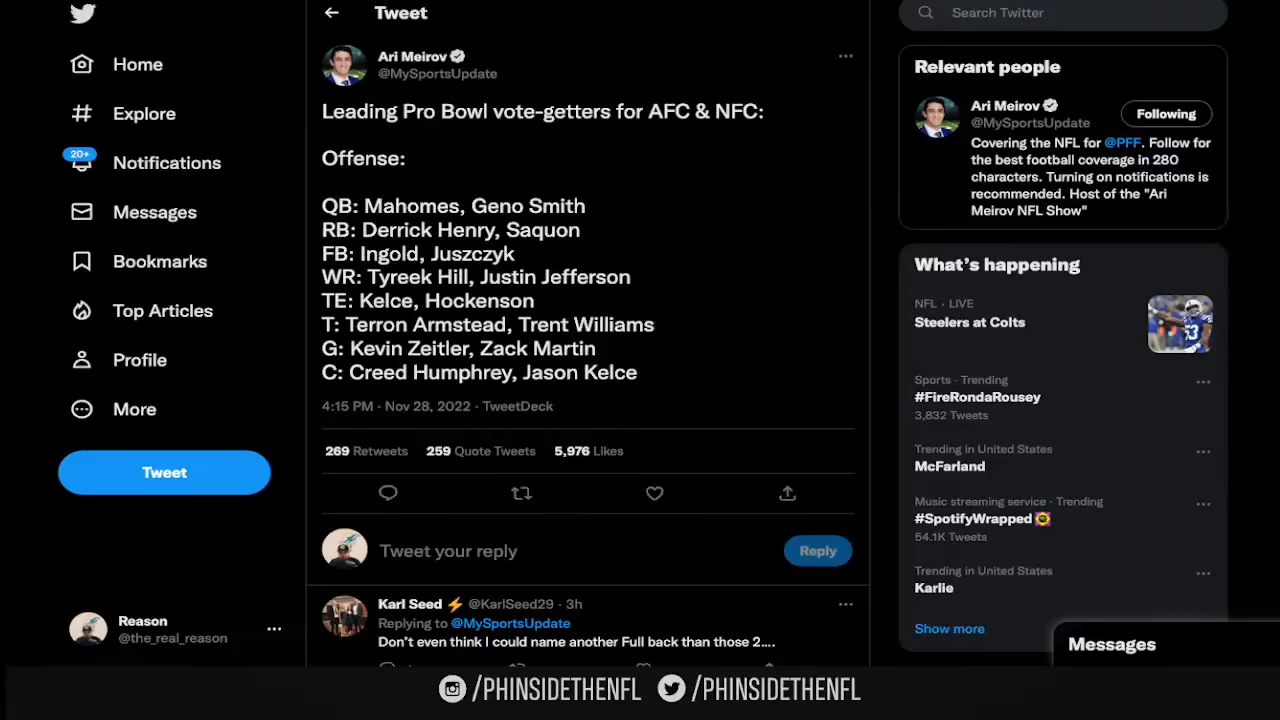 Home
Explore
20+
Notifications
Messages
Bookmarks
Top Articles
Profile
More
Tweet
Reason
@the_real_reason
Tweet
Ari Meirov
@MySportsUpdate
Leading Pro Bowl vote-getters for AFC & NFC:
Offense:
QB: Mahomes, Geno Smith
RB: Derrick Henry, Saquon
FB: Ingold, Juszczyk
WR: Tyreek Hill, Justin Jefferson
TE: Kelce, Hockenson
T: Terron Armstead, Trent Williams
G: Kevin Zeitler, Zack Martin
C: Creed Humphrey, Jason Kelce
4:15 PM · Nov 28, 2022 · TweetDeck
269 Retweets 259 Quote Tweets 5,976 Likes
Tweet your reply
Reply
Karl Seed ⚡ @KarlSeed29 · 3h
Replying to @MySportsUpdate
Don't even think I could name another Full back than those 2....
Search Twitter
Relevant people
Ari Meirov
@MySportsUpdate
Following
Covering the NFL for @PFF. Follow for
the best football coverage in 280
characters. Turning on notifications is
recommended. Host of the "Ari
Meirov NFL Show"
What's happening
NFL · LIVE
Steelers at Colts
53
Sports · Trending
#FireRondaRousey
3,832 Tweets
Trending in United States
McFarland
Music streaming service · Trending
#SpotifyWrapped
54.1K Tweets
Trending in United States
Karlie
Show more
Messages
/PHINSIDETHENFL /PHINSIDETHENFL